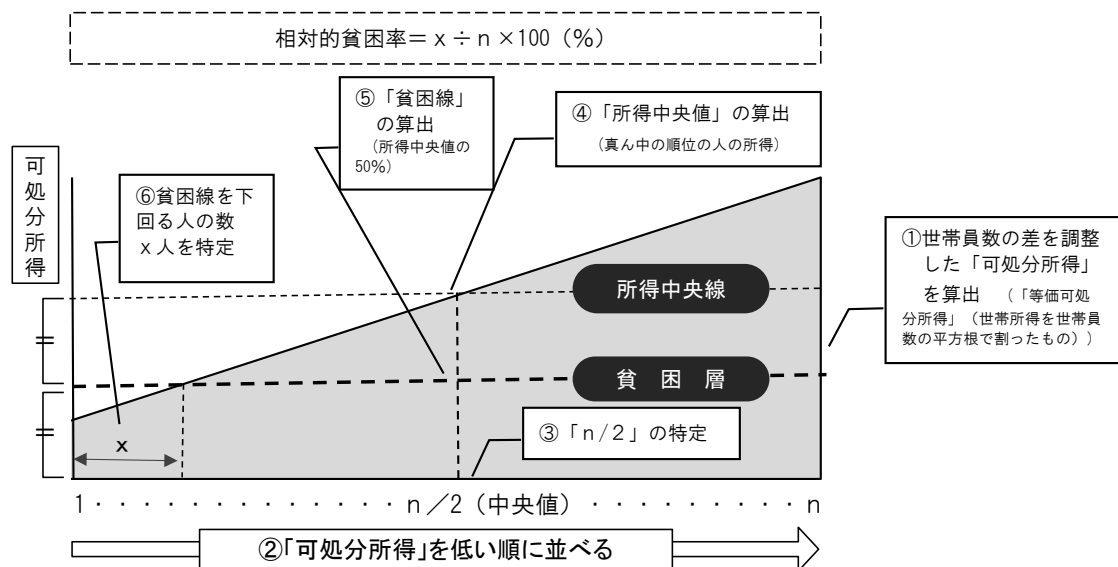 相対的貧困率＝ｘ÷ｎ×100（%）
⑤「貧困線」
の算出
（所得中央値の
50%）
④「所得中央値」の算出
（真ん中の順位の人の所得）
可処分所得
⑥貧困線を下
回る人の数
ｘ人を特定
①世帯員数の差を調整
した「可処分所得」
を算出　（「等価可処
分所得」（世帯所得を世帯員
数の平方根で割ったもの））
所得中央線
貧　困　層
③「ｎ/２」の特定
ｘ
1・・・・・・・・・・・・ｎ／2（中央値）・・・・・・・・・ｎ
②「可処分所得」を低い順に並べる